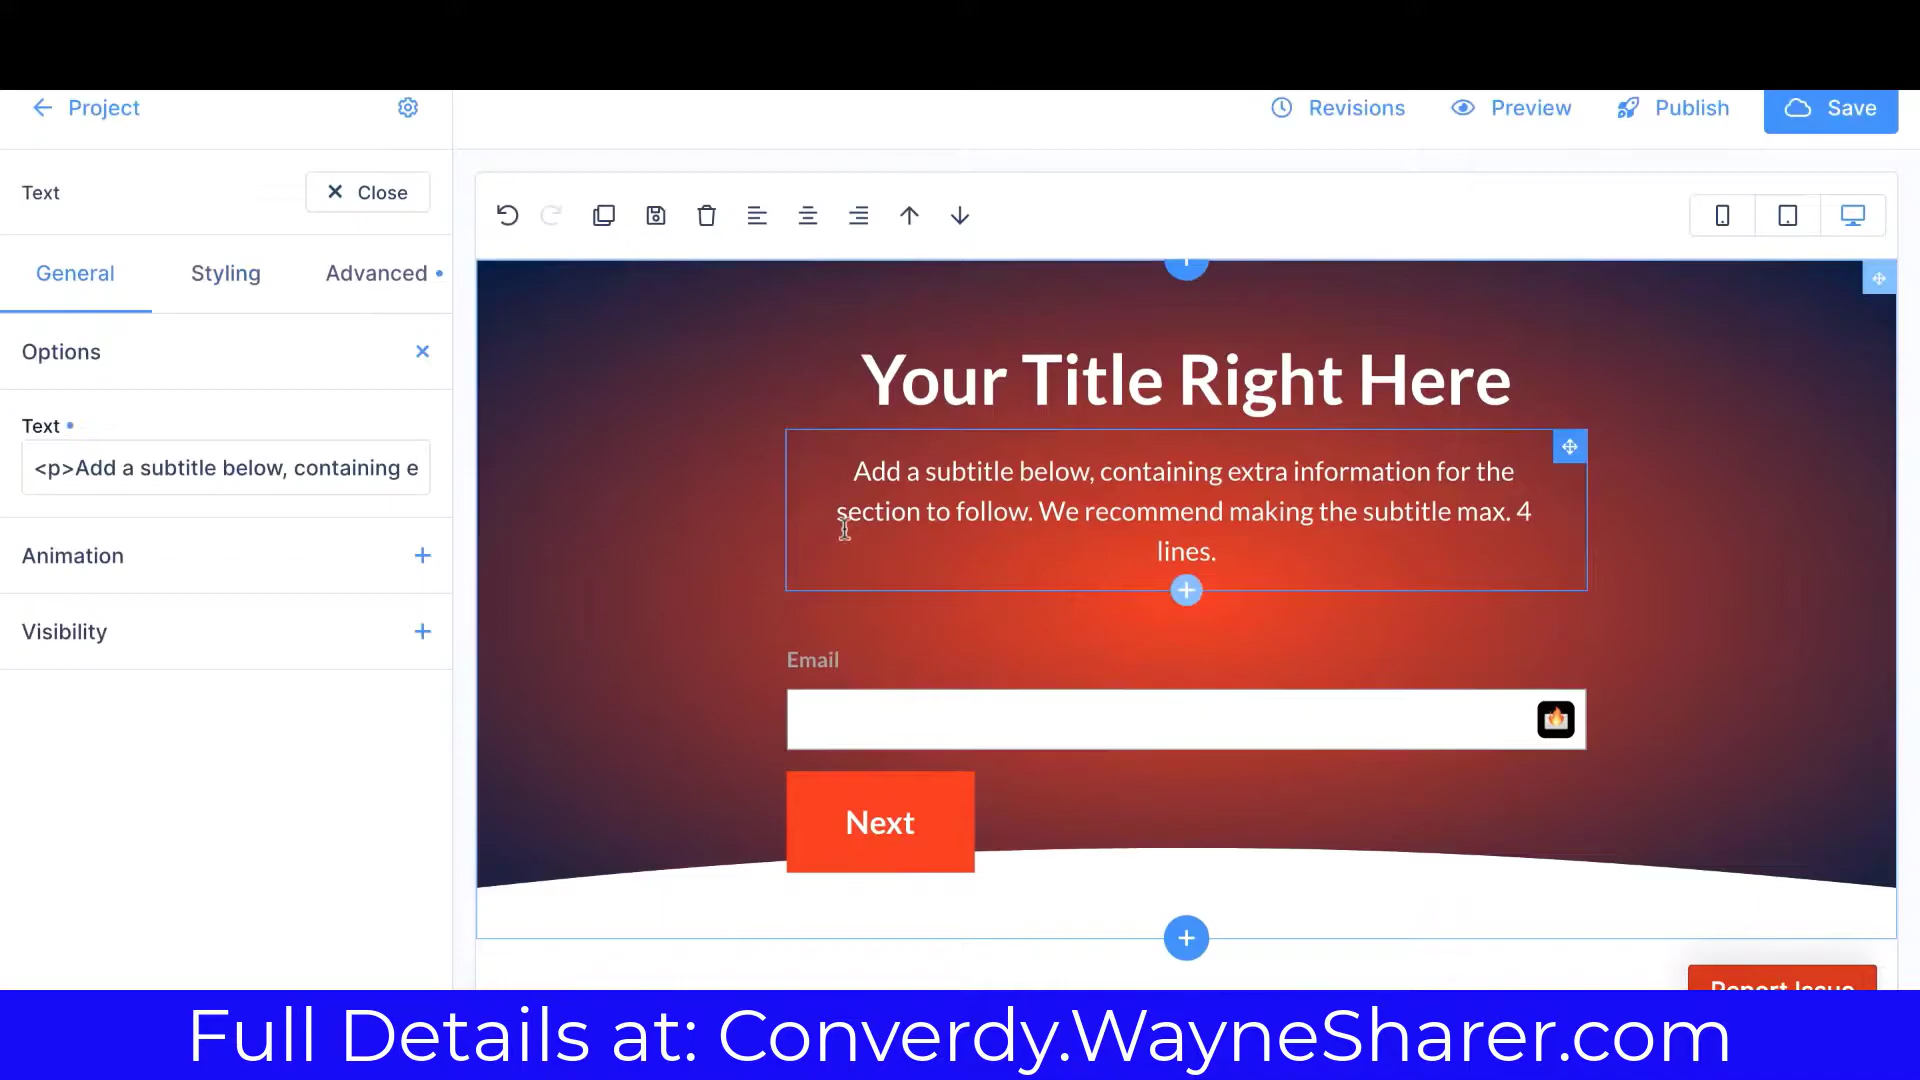 Project
Revisions
Preview
Publish
Save
Text
Close
General
Styling
Advanced
Options
Text
<p>Add a subtitle below, containing e
Animation
Visibility
Your Title Right Here
Add a subtitle below, containing extra information for the
section to follow. We recommend making the subtitle max. 4
lines.
Email
Next
Report Issue
Full Details at: Converdy.WayneSharer.com